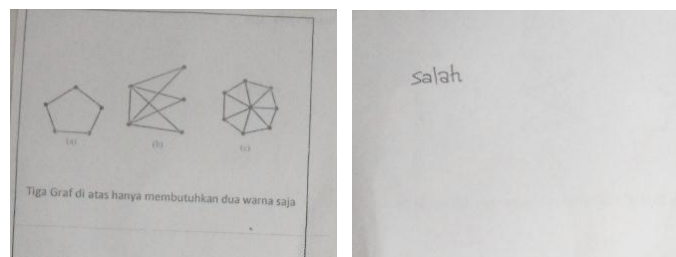 (a)
(b)
(c)
Tiga Graf di atas hanya membutuhkan dua warna saja
salah